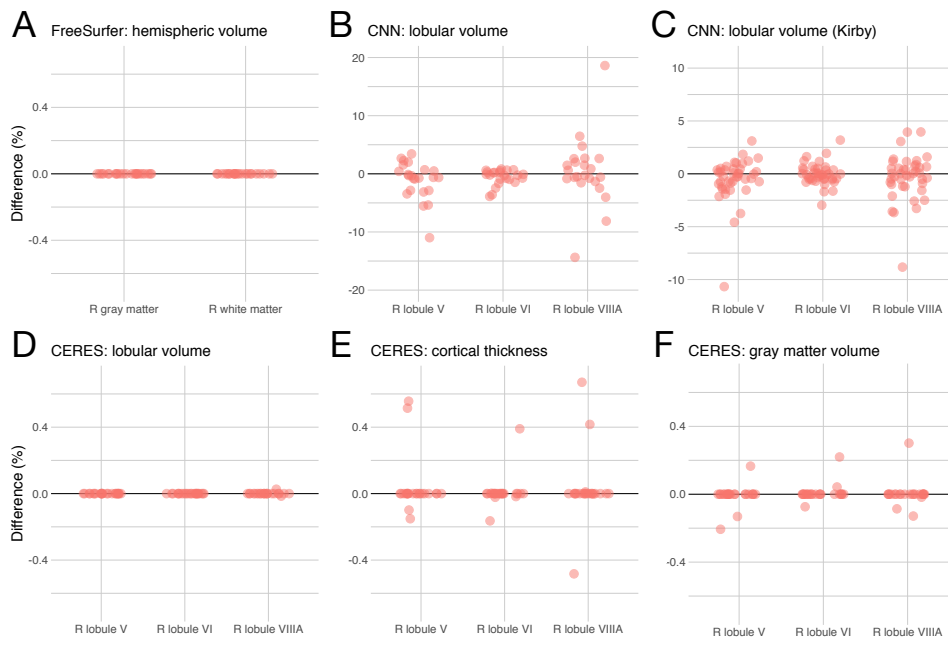 A FreeSurfer: hemispheric volume
Difference (%)
0.4
0.0
-0.4
R gray matter R white matter
B CNN: lobular volume
20
10
0
-10
-20
R lobule V R lobule VI R lobule VIIIA
C CNN: lobular volume (Kirby)
10
5
0
-5
-10
R lobule V R lobule VI R lobule VIIIA
D CERES: lobular volume
Difference (%)
0.4
0.0
-0.4
R lobule V R lobule VI R lobule VIIIA
E CERES: cortical thickness
0.4
0.0
-0.4
R lobule V R lobule VI R lobule VIIIA
F CERES: gray matter volume
0.4
0.0
-0.4
R lobule V R lobule VI R lobule VIIIA